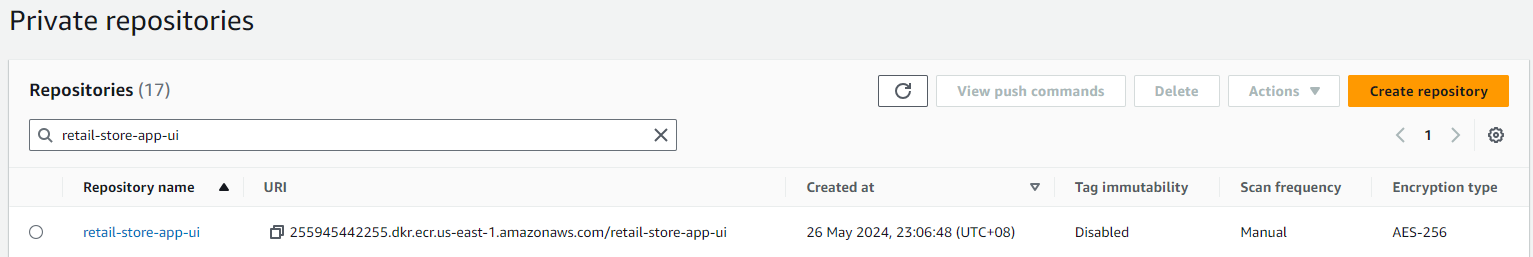 Private repositories
Repositories (17)
View push commands
Delete
Actions
Create repository
retail-store-app-ui
1
Repository name URI Created at Tag immutability Scan frequency Encryption type
retail-store-app-ui 255945442255.dkr.ecr.us-east-1.amazonaws.com/retail-store-app-ui 26 May 2024, 23:06:48 (UTC+08) Disabled Manual AES-256